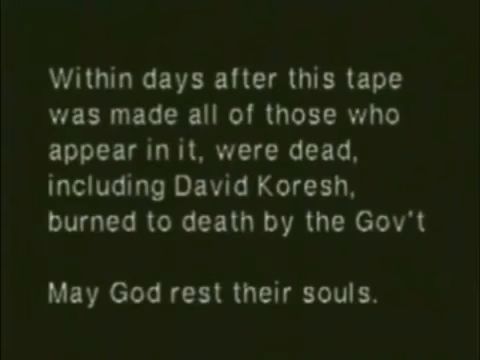 Within days after this tape
was made all of those who
appear in it, were dead,
including David Koresh,
burned to death by the Gov't
May God rest their souls.